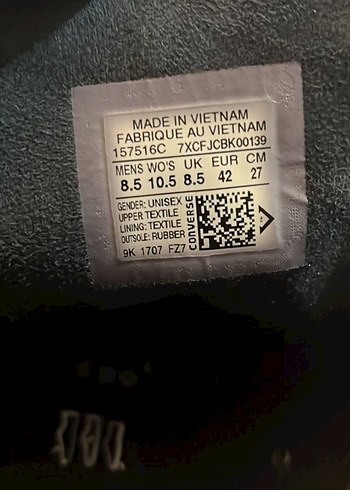 MADE IN VIETNAM
FABRIQUE AU VIETNAM
157516C 7XCFJCBK00139
MENS WO'S UK EUR CM
8.5 10.5 8.5 42 27
GENDER: UNISEX
UPPER:TEXTILE
LINING: TEXTILE
OUTSOLE: RUBBER
9K 1707 FZ7
CONVERSE